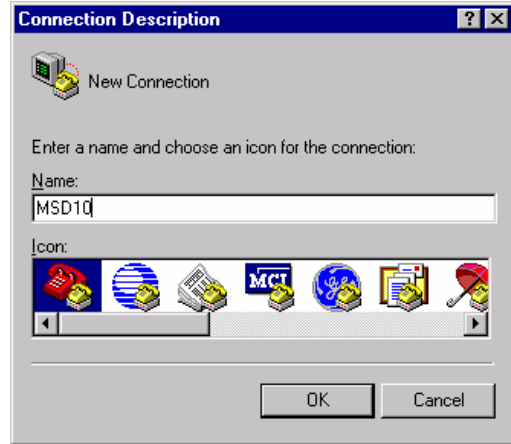 Connection Description
New Connection
Enter a name and choose an icon for the connection:
Name:
MSD10
Icon:
MCI
OK Cancel